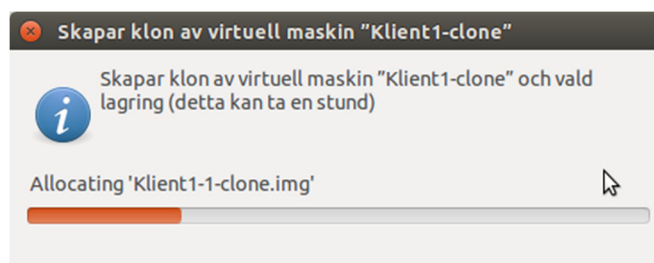 Skapar klon av virtuell maskin ”Klient1-clone”
Skapar klon av virtuell maskin ”Klient1-clone” och vald
lagring (detta kan ta en stund)
Allocating 'Klient1-1-clone.img'